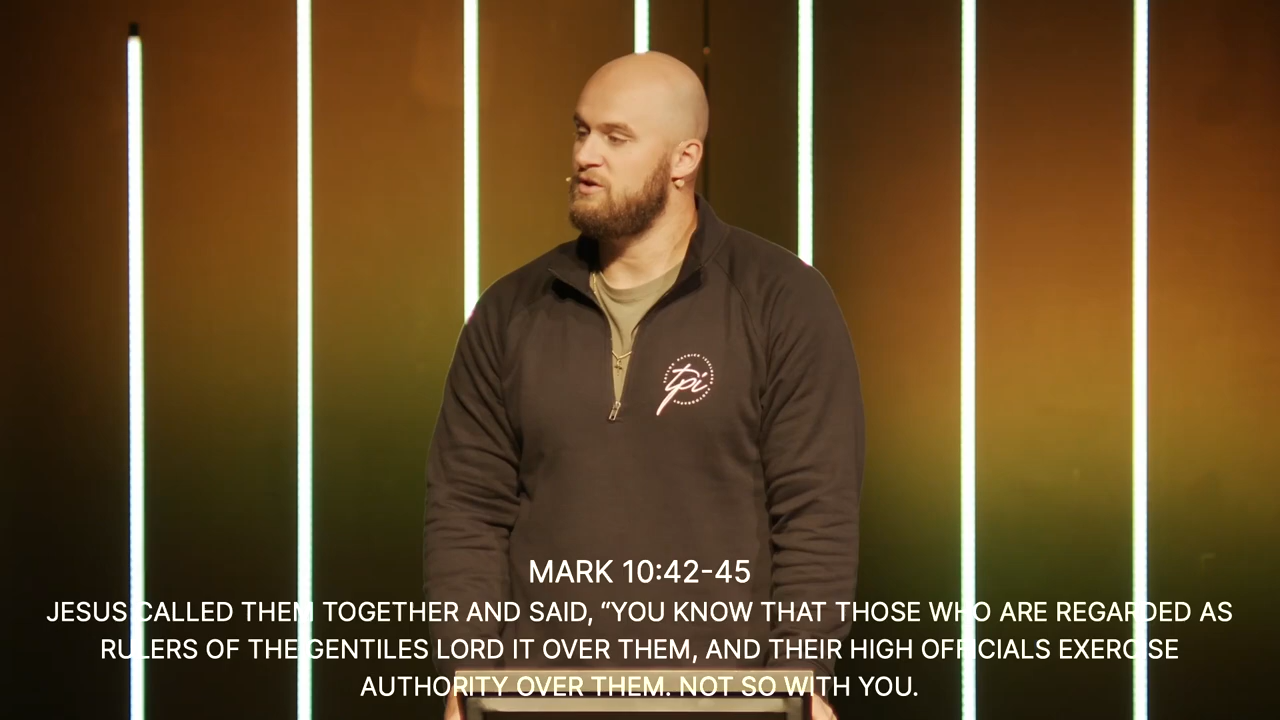 tpi
MARK 10:42-45
JESUS CALLED THEM TOGETHER AND SAID, “YOU KNOW THAT THOSE WHO ARE REGARDED AS
RULERS OF THE GENTILES LORD IT OVER THEM, AND THEIR HIGH OFFICIALS EXERCISE
AUTHORITY OVER THEM. NOT SO WITH YOU.